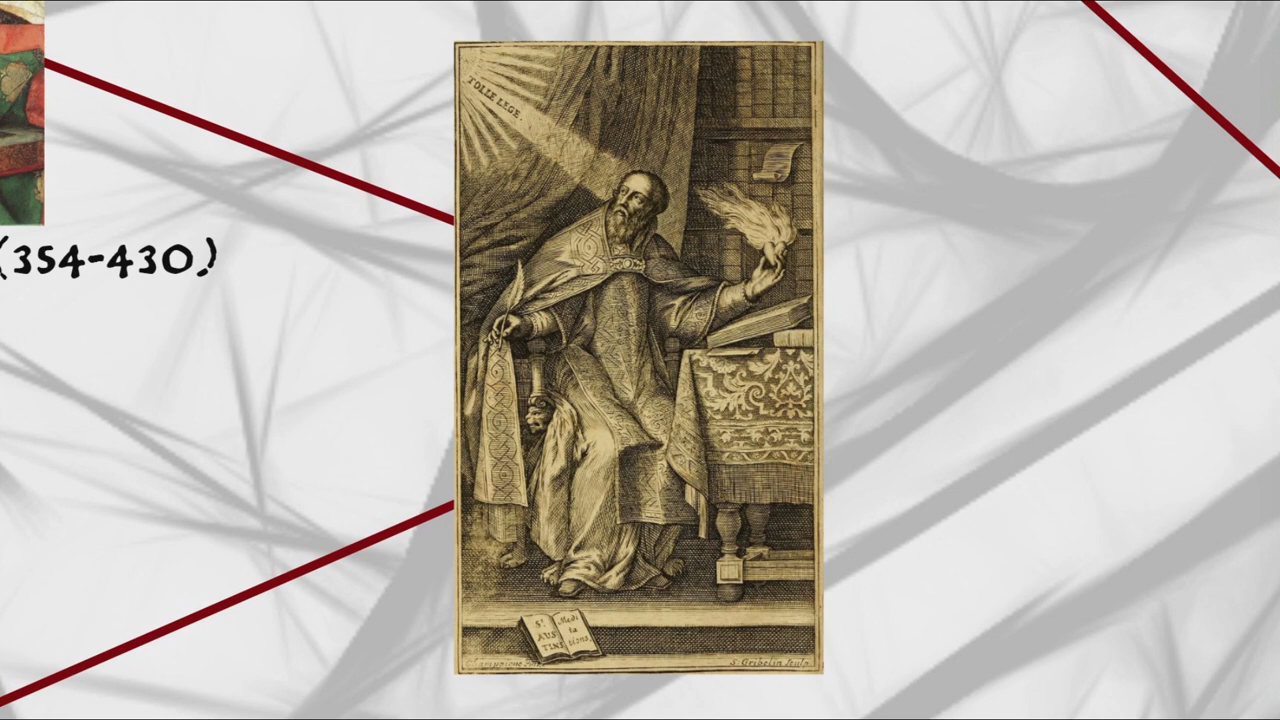 TOLLE LEGE.
(354-430)
St
AUS
TINS
Medi
ta
tions,
S. Gribelin sculp.